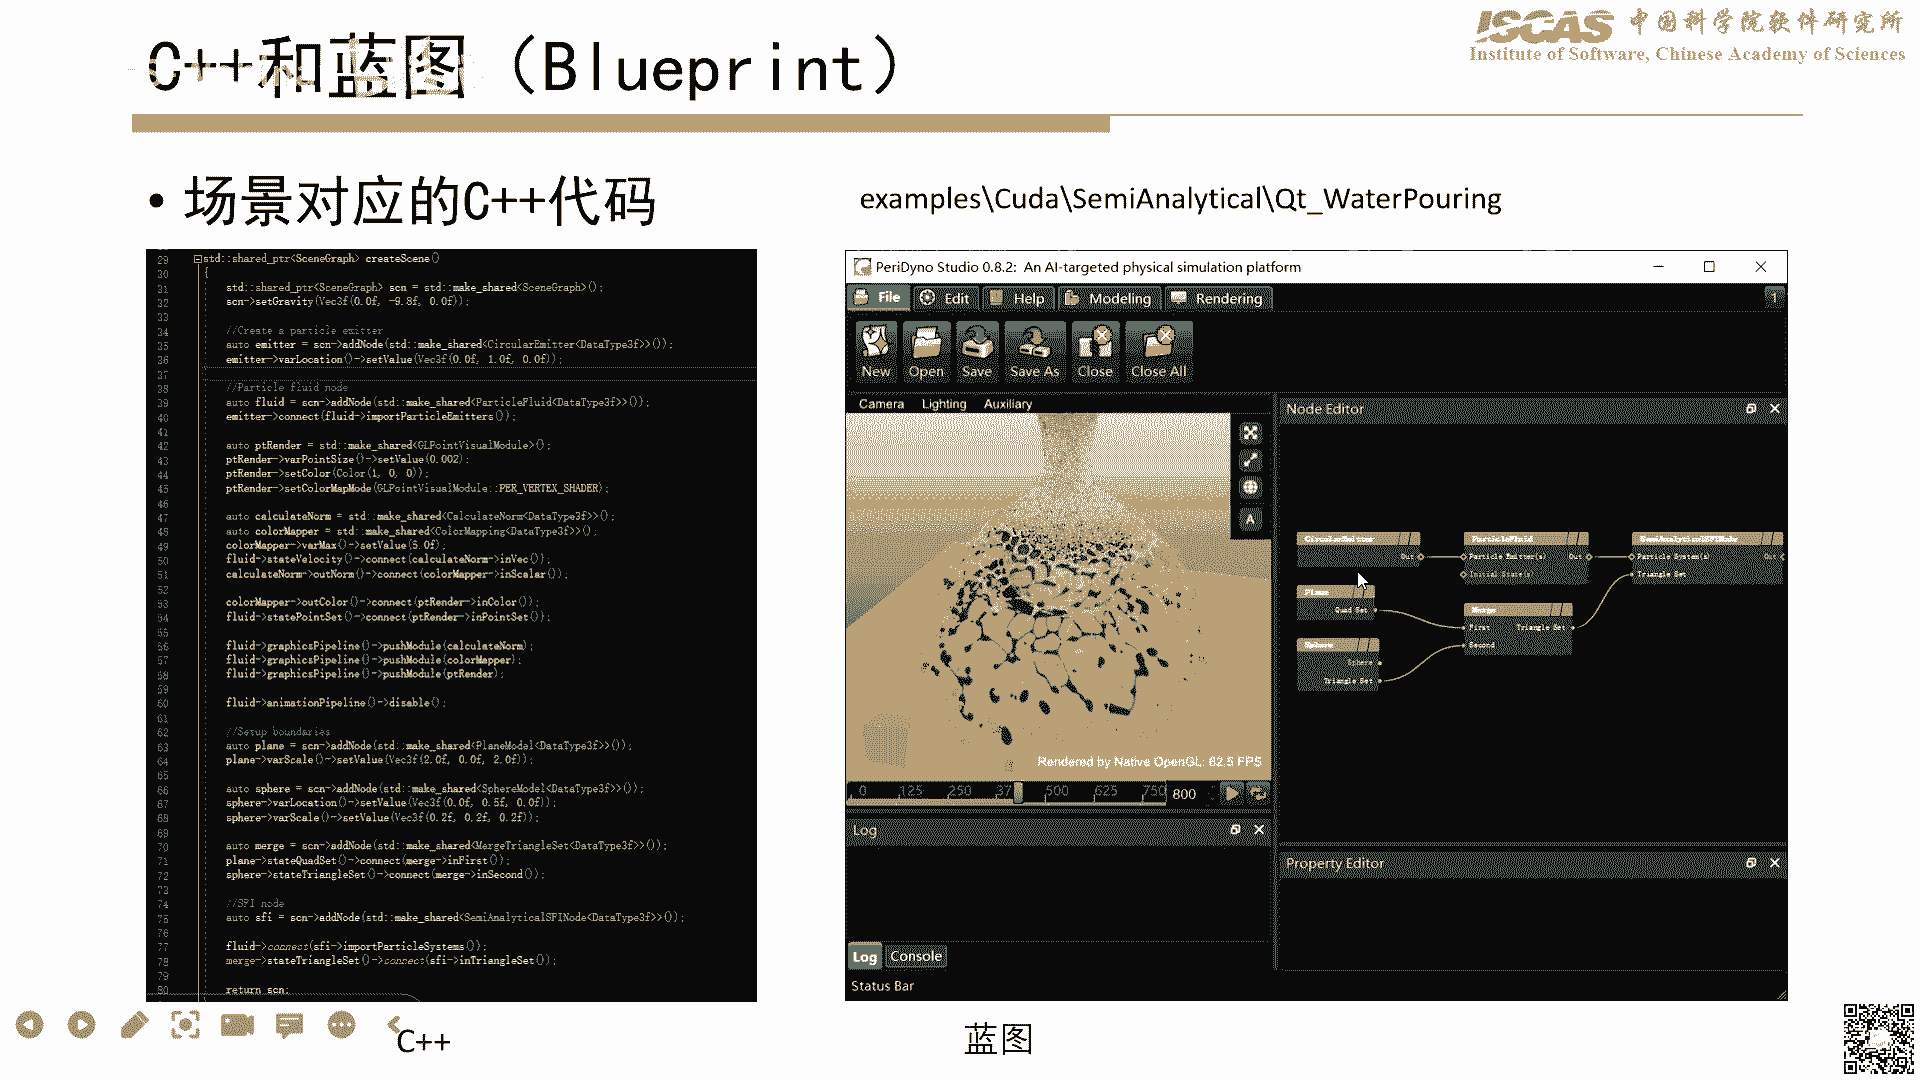 ISCAS 中国科学院软件研究所
Institute of Software, Chinese Academy of Sciences
C++和蓝图（Blueprint）
• 场景对应的C++代码
examples\Cuda\SemiAnalytical\Qt_WaterPouring
29 std::shared_ptr<SceneGraph> createScene()
30 {
31 std::shared_ptr<SceneGraph> scn = std::make_shared<SceneGraph>();
32 scn->setGravity(Vec3f(0.0f, -9.8f, 0.0f));
33
34 //Create a particle emitter
35 auto emitter = scn->addNode(std::make_shared<CircularEmitter<DataType3f>>());
36 emitter->varLocation()->setValue(Vec3f(0.0f, 1.0f, 0.0f));
37
38 //Particle fluid node
39 auto fluid = scn->addNode(std::make_shared<ParticleFluid<DataType3f>>());
40 emitter->connect(fluid->importParticleEmitters());
41
42 auto ptRender = std::make_shared<GLPointVisualModule>();
43 ptRender->varPointSize()->setValue(0.002);
44 ptRender->setColor(Color(1, 0, 0));
45 ptRender->setColorMapMode(GLPointVisualModule::PER_VERTEX_SHADER);
46
47 auto calculateNorm = std::make_shared<CalculateNorm<DataType3f>>();
48 auto colorMapper = std::make_shared<ColorMapping<DataType3f>>();
49 colorMapper->varMax()->setValue(5.0f);
50 fluid->stateVelocity()->connect(calculateNorm->inVec());
51 calculateNorm->outNorm()->connect(colorMapper->inScalar());
52
53 colorMapper->outColor()->connect(ptRender->inColor());
54 fluid->statePointSet()->connect(ptRender->inPointSet());
55
56 fluid->graphicsPipeline()->pushModule(calculateNorm);
57 fluid->graphicsPipeline()->pushModule(colorMapper);
58 fluid->graphicsPipeline()->pushModule(ptRender);
59
60 fluid->animationPipeline()->disable();
61
62 //Setup boundaries
63 auto plane = scn->addNode(std::make_shared<PlaneModel<DataType3f>>());
64 plane->varScale()->setValue(Vec3f(2.0f, 0.0f, 2.0f));
65
66 auto sphere = scn->addNode(std::make_shared<SphereModel<DataType3f>>());
67 sphere->varLocation()->setValue(Vec3f(0.0f, 0.5f, 0.0f));
68 sphere->varScale()->setValue(Vec3f(0.2f, 0.2f, 0.2f));
69
70 auto merge = scn->addNode(std::make_shared<MergeTriangleSet<DataType3f>>());
71 plane->stateQuadSet()->connect(merge->inFirst());
72 sphere->stateTriangleSet()->connect(merge->inSecond());
73
74 //SFI node
75 auto sfi = scn->addNode(std::make_shared<SemiAnalyticalSFINode<DataType3f>>());
76
77 fluid->connect(sfi->importParticleSystems());
78 merge->stateTriangleSet()->connect(sfi->inTriangleSet());
79
80 return scn;
C++
PeriDyno Studio 0.8.2: An AI-targeted physical simulation platform
File Edit Help Modeling Rendering 1
New Open Save Save As Close Close All
Camera Lighting Auxiliary
A
Rendered by Native OpenGL: 62.5 FPS
0 125 250 37 500 625 750 800
Log
Log Console
Status Bar
Node Editor
CircularEmitter
Out
ParticleFluid
Particle Emitter(s) Out
Initial State(s)
SemiAnalyticalSFINode
Particle System(s) Out
Triangle Set
Plane
Quad Set
Merge
First Triangle Set
Second
Sphere
Sphere
Triangle Set
Property Editor
蓝图